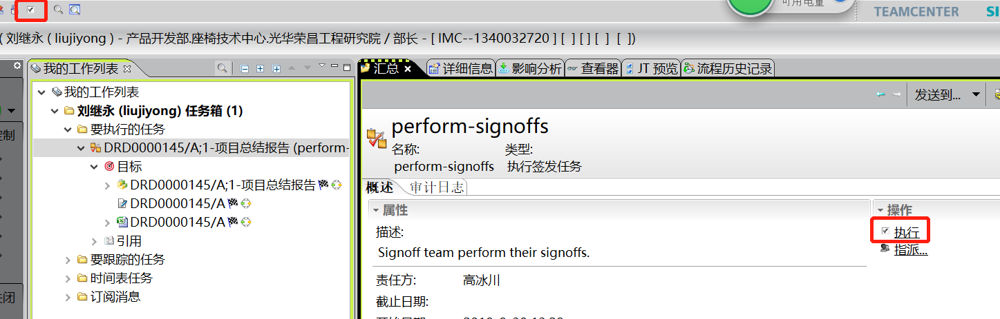 可用电量
TEAMCENTER
SI
( 刘继永 ( liujiyong ) - 产品开发部.座椅技术中心.光华荣昌工程研究院 / 部长 - [ IMC--1340032720 ] [ ] [ ] [ ] [ ])
我的工作列表
汇总 详细信息 影响分析 查看器 JT 预览 流程历史记录
我的工作列表
刘继永 (liujiyong) 任务箱 (1)
要执行的任务
DRD0000145/A;1-项目总结报告 (perform-
目标
DRD0000145/A;1-项目总结报告
DRD0000145/A
DRD0000145/A
引用
要跟踪的任务
时间表任务
订阅消息
发送到...
perform-signoffs
名称: 类型:
perform-signoffs 执行签发任务
概述 审计日志
属性
描述:
Signoff team perform their signoffs.
责任方: 高冰川
截止日期:
操作
执行
指派...